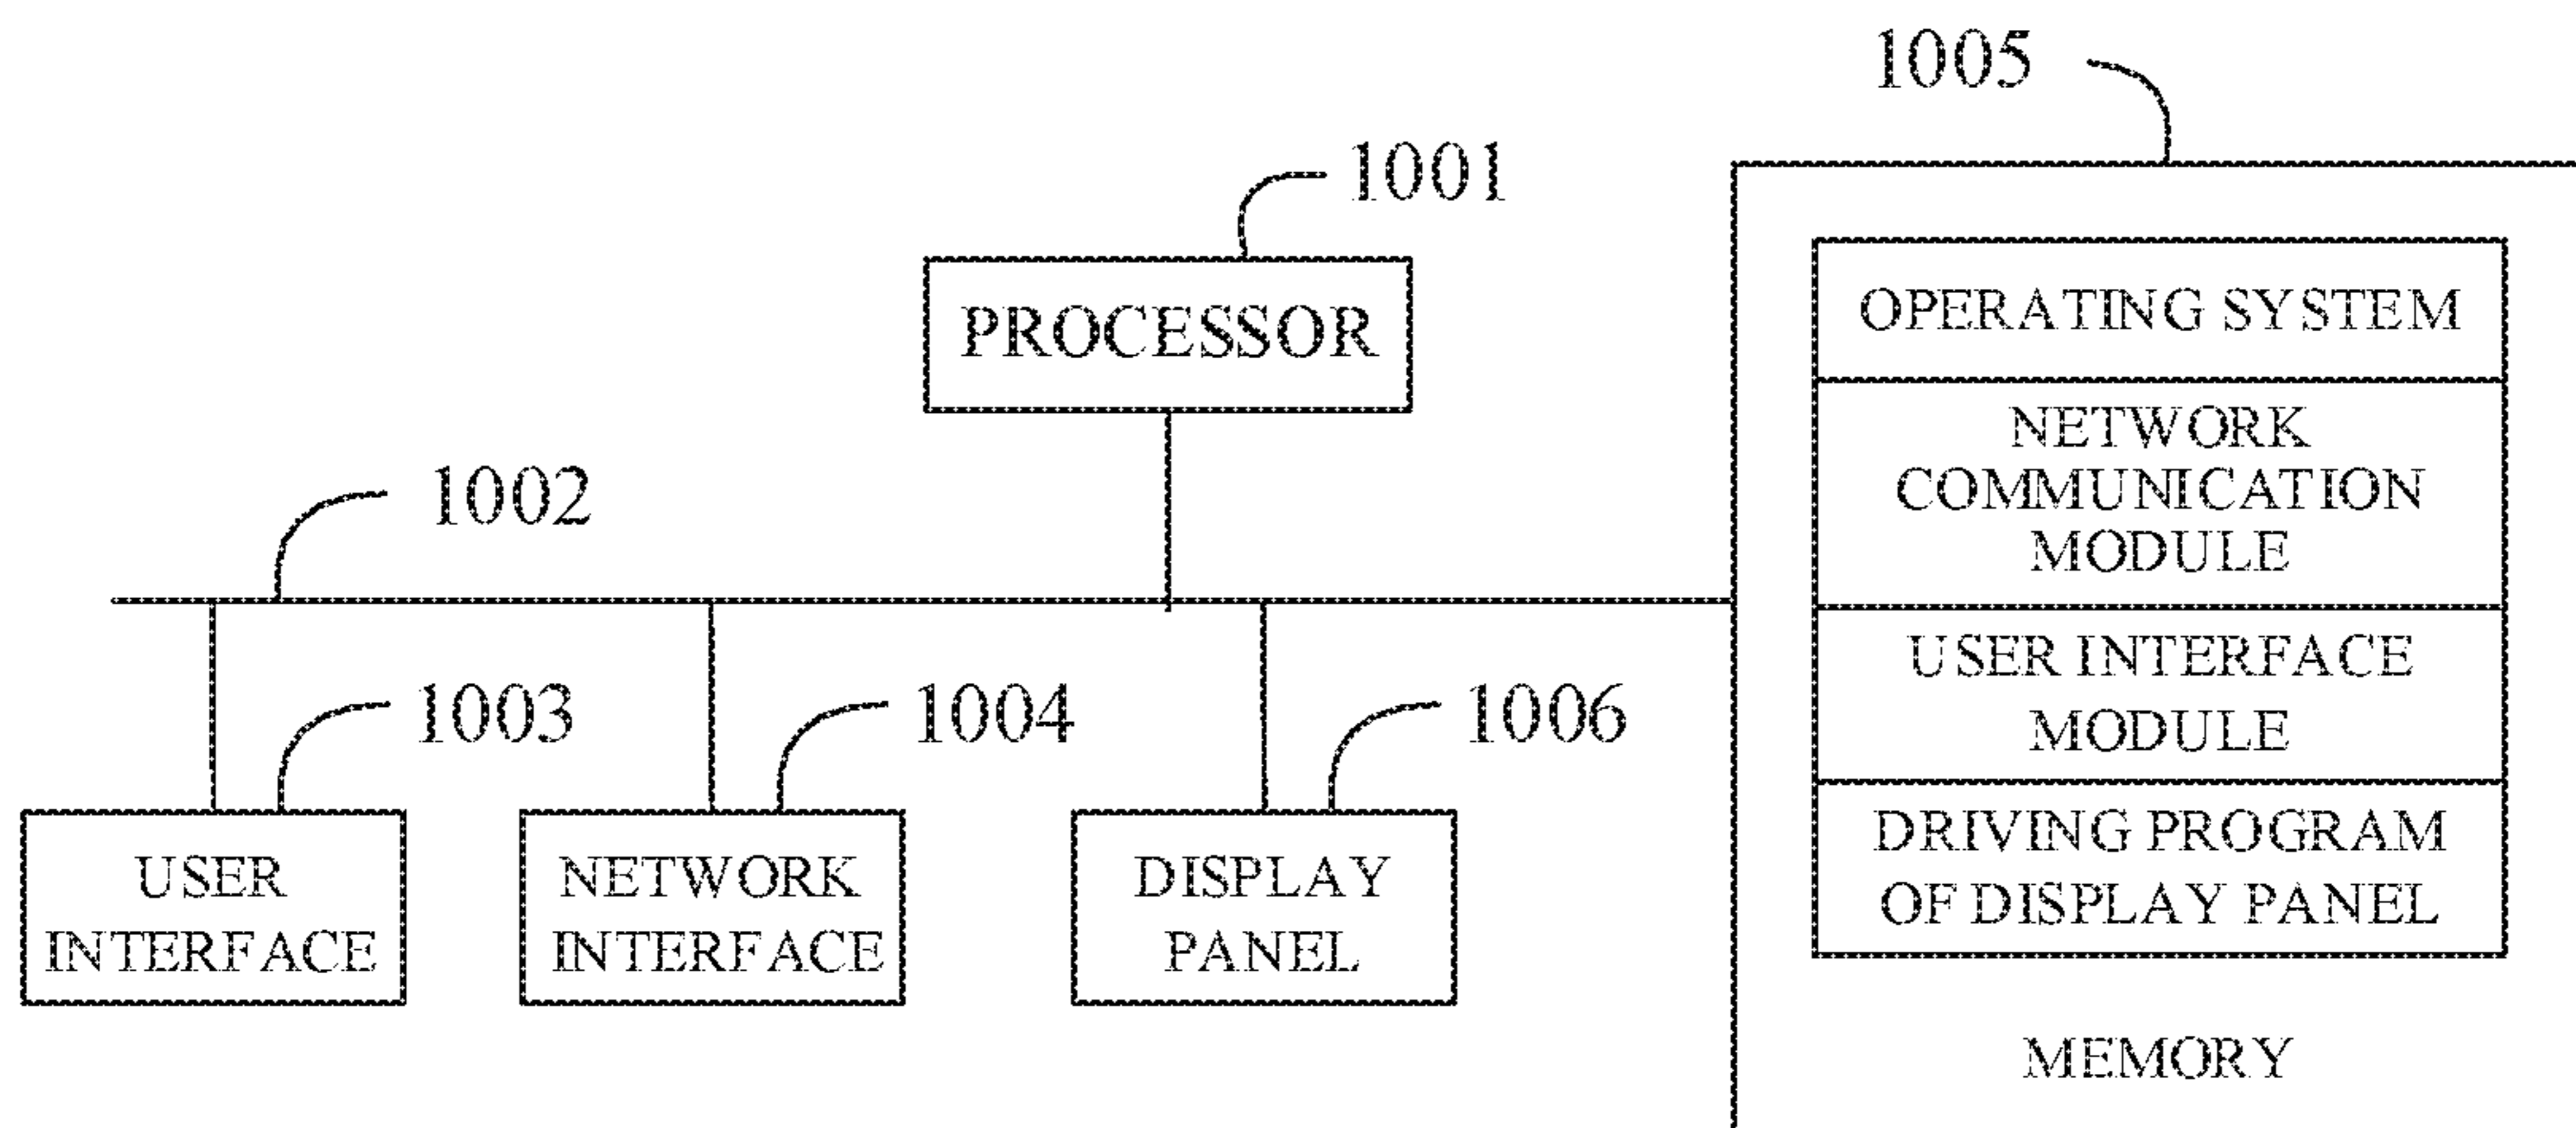 1005
1001
PROCESSOR
OPERATING SYSTEM
NETWORK
COMMUNICATION
MODULE
1002
USER INTERFACE
MODULE
1003
1004
1006
USER
INTERFACE
NETWORK
INTERFACE
DISPLAY
PANEL
DRIVING PROGRAM
OF DISPLAY PANEL
MEMORY